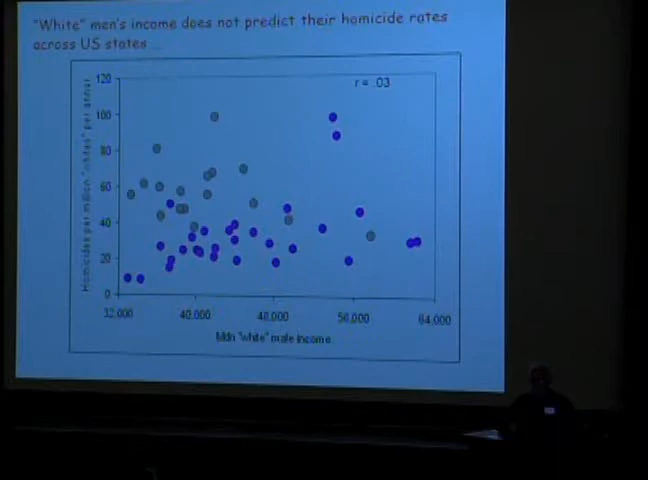 "White" men's income does not predict their homicide rates
across US states ...
r = .03
Homicides per million "whites" per annum
120
100
80
60
40
20
0
32,000 40,000 48,000 56,000 64,000
Mdn "white" male income